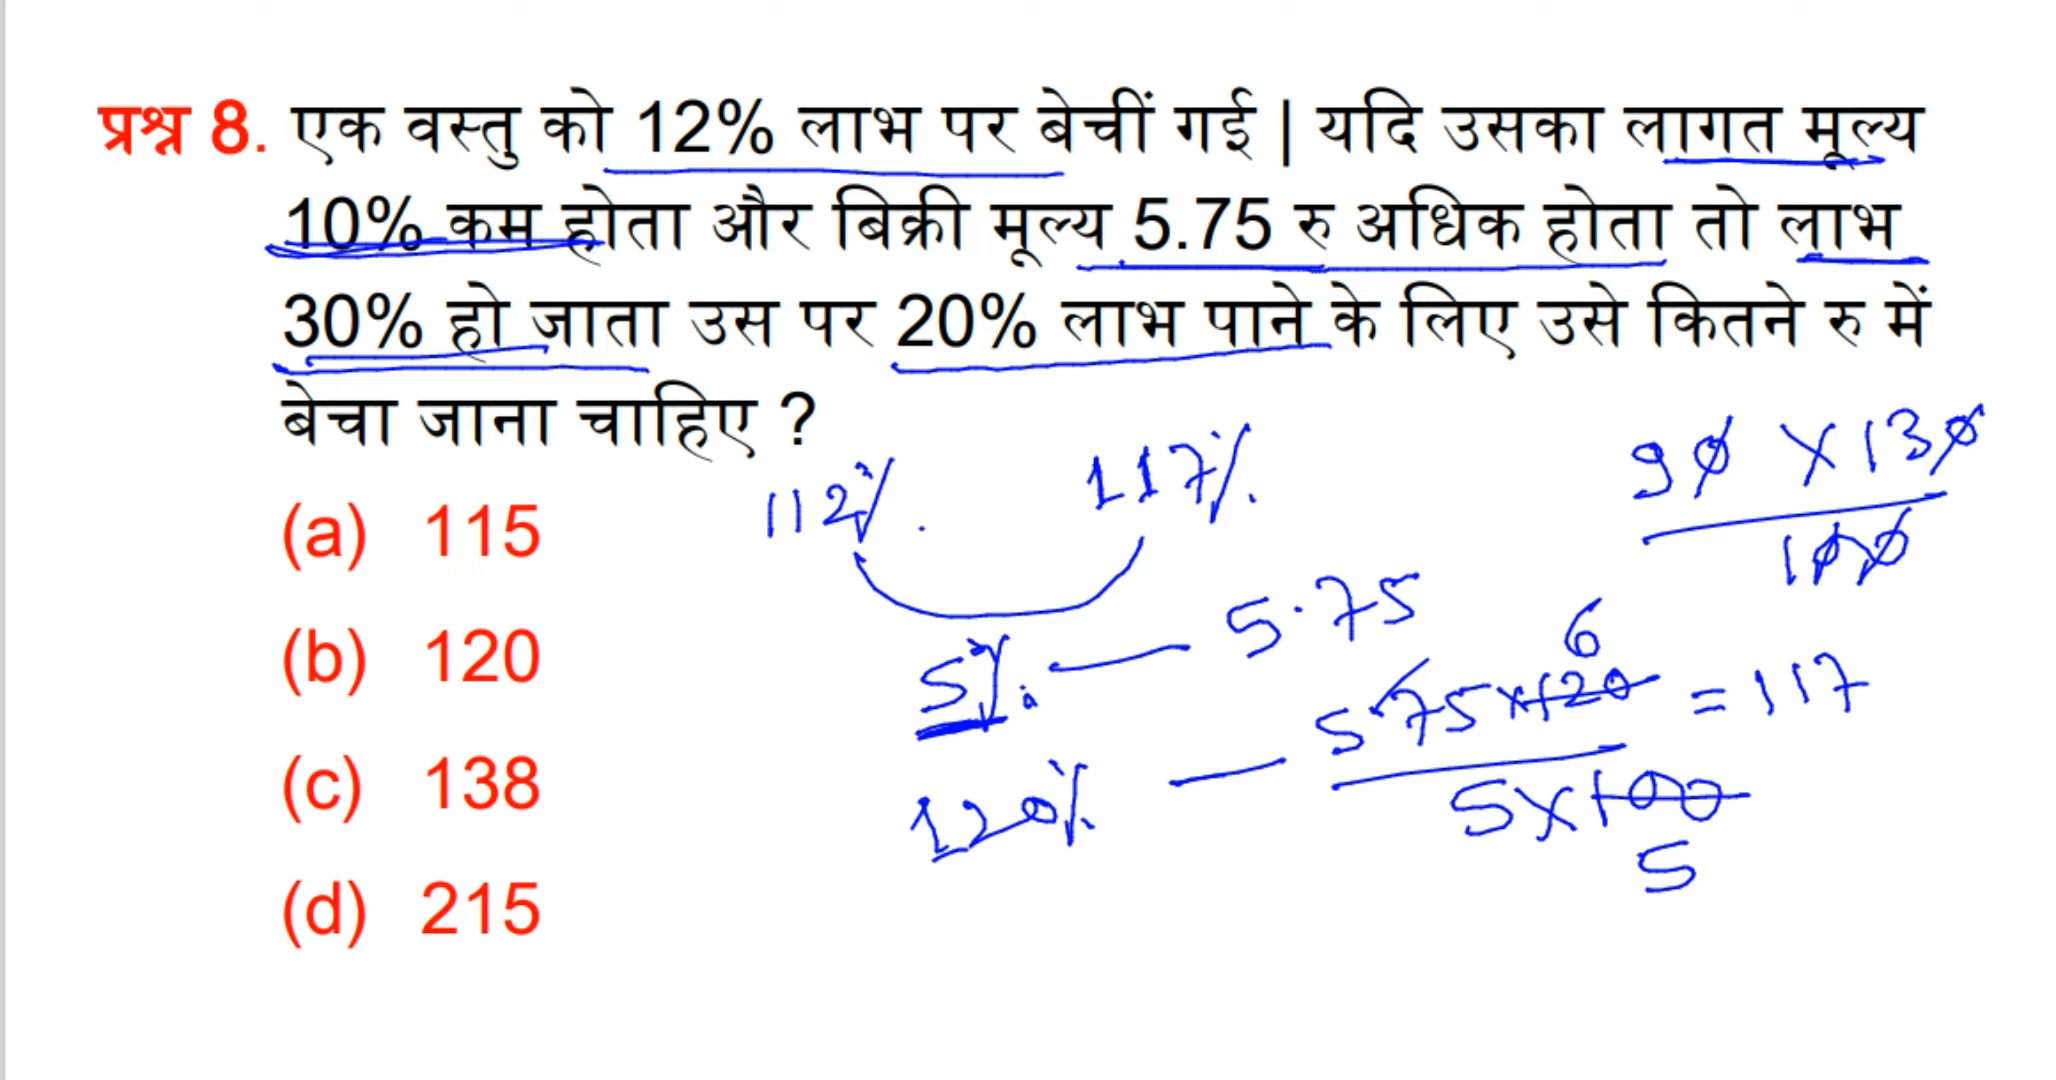 प्रश्न 8. एक वस्तु को 12% लाभ पर बेचीं गई | यदि उसका लागत मूल्य
10% कम होता और बिक्री मूल्य 5.75 रु अधिक होता तो लाभ
30% हो जाता उस पर 20% लाभ पाने के लिए उसे कितने रु में
बेचा जाना चाहिए ?
112% . 117%
90 × 130
100
(a) 115
(b) 120
(c) 138
(d) 215
5% — 5.75
6
120% — 575×120 = 117
5×100
5